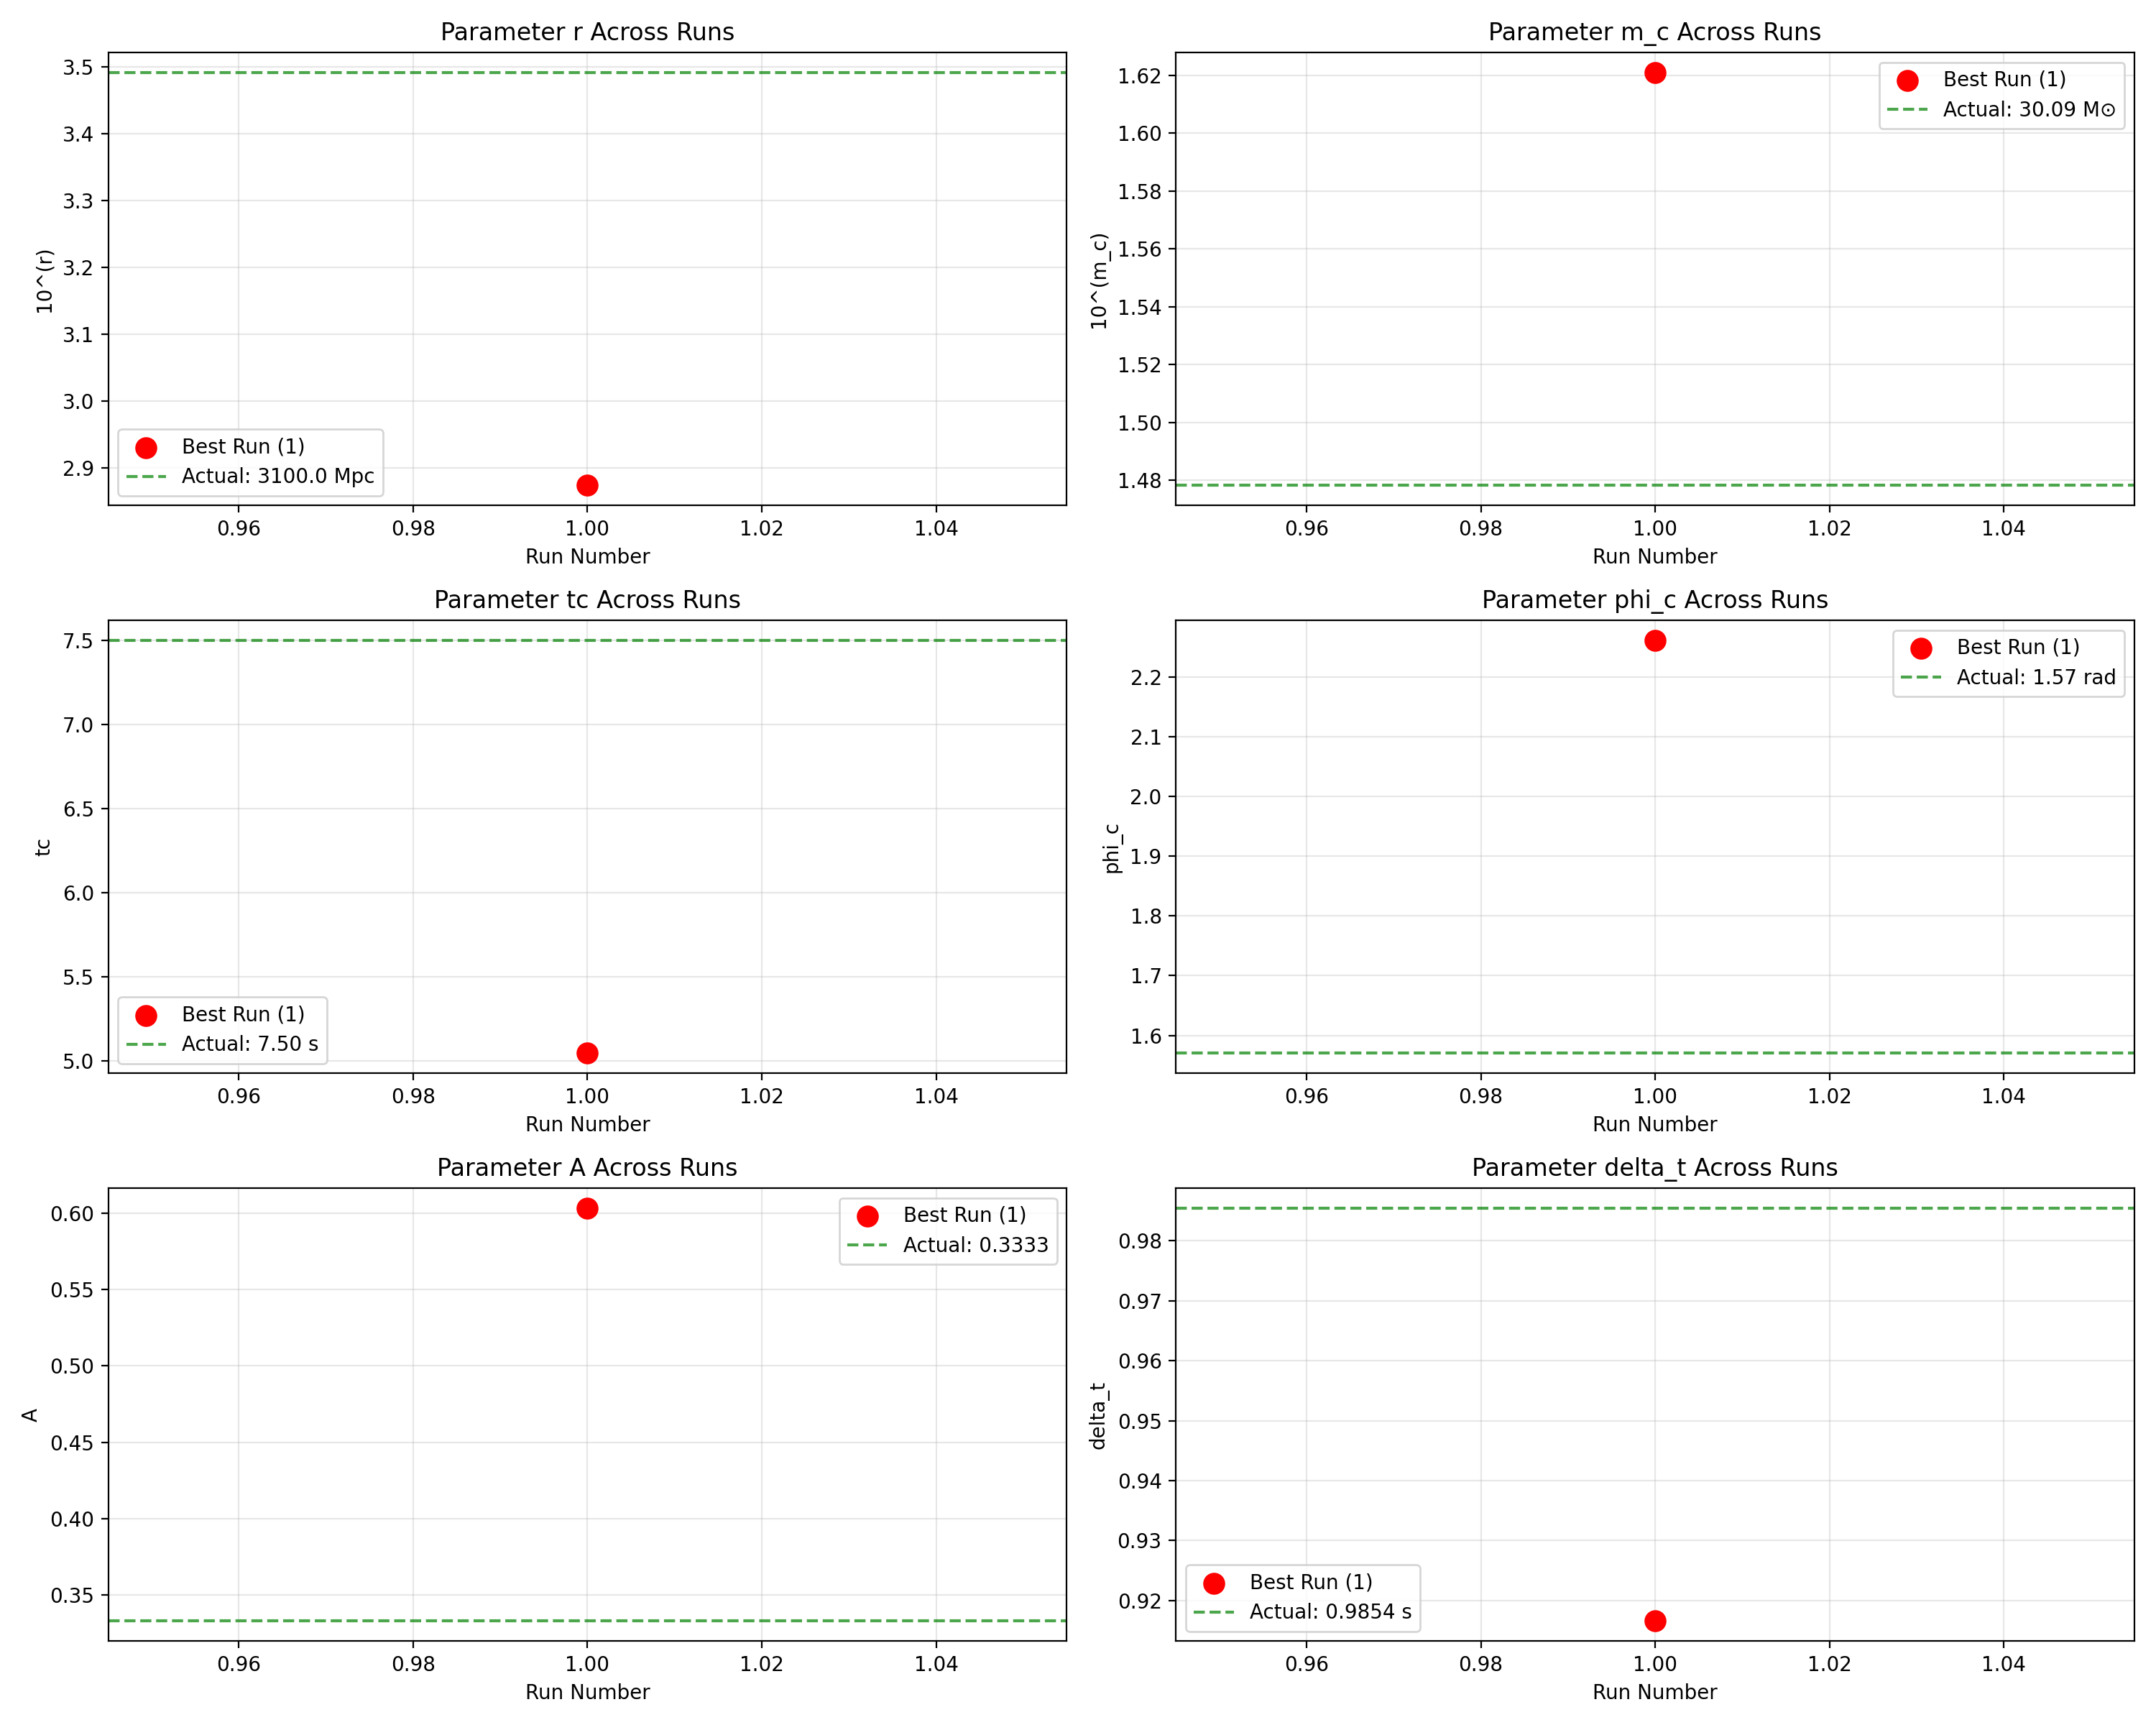 Parameter r Across Runs
10^(r)
3.5
3.4
3.3
3.2
3.1
3.0
2.9
Best Run (1)
Actual: 3100.0 Mpc
0.96 0.98 1.00 1.02 1.04
Run Number
Parameter m_c Across Runs
10^(m_c)
1.62
1.60
1.58
1.56
1.54
1.52
1.50
1.48
Best Run (1)
Actual: 30.09 M⊙
0.96 0.98 1.00 1.02 1.04
Run Number
Parameter tc Across Runs
tc
7.5
7.0
6.5
6.0
5.5
5.0
Best Run (1)
Actual: 7.50 s
0.96 0.98 1.00 1.02 1.04
Run Number
Parameter phi_c Across Runs
phi_c
2.2
2.1
2.0
1.9
1.8
1.7
1.6
Best Run (1)
Actual: 1.57 rad
0.96 0.98 1.00 1.02 1.04
Run Number
Parameter A Across Runs
A
0.60
0.55
0.50
0.45
0.40
0.35
Best Run (1)
Actual: 0.3333
0.96 0.98 1.00 1.02 1.04
Run Number
Parameter delta_t Across Runs
delta_t
0.98
0.97
0.96
0.95
0.94
0.93
0.92
Best Run (1)
Actual: 0.9854 s
0.96 0.98 1.00 1.02 1.04
Run Number